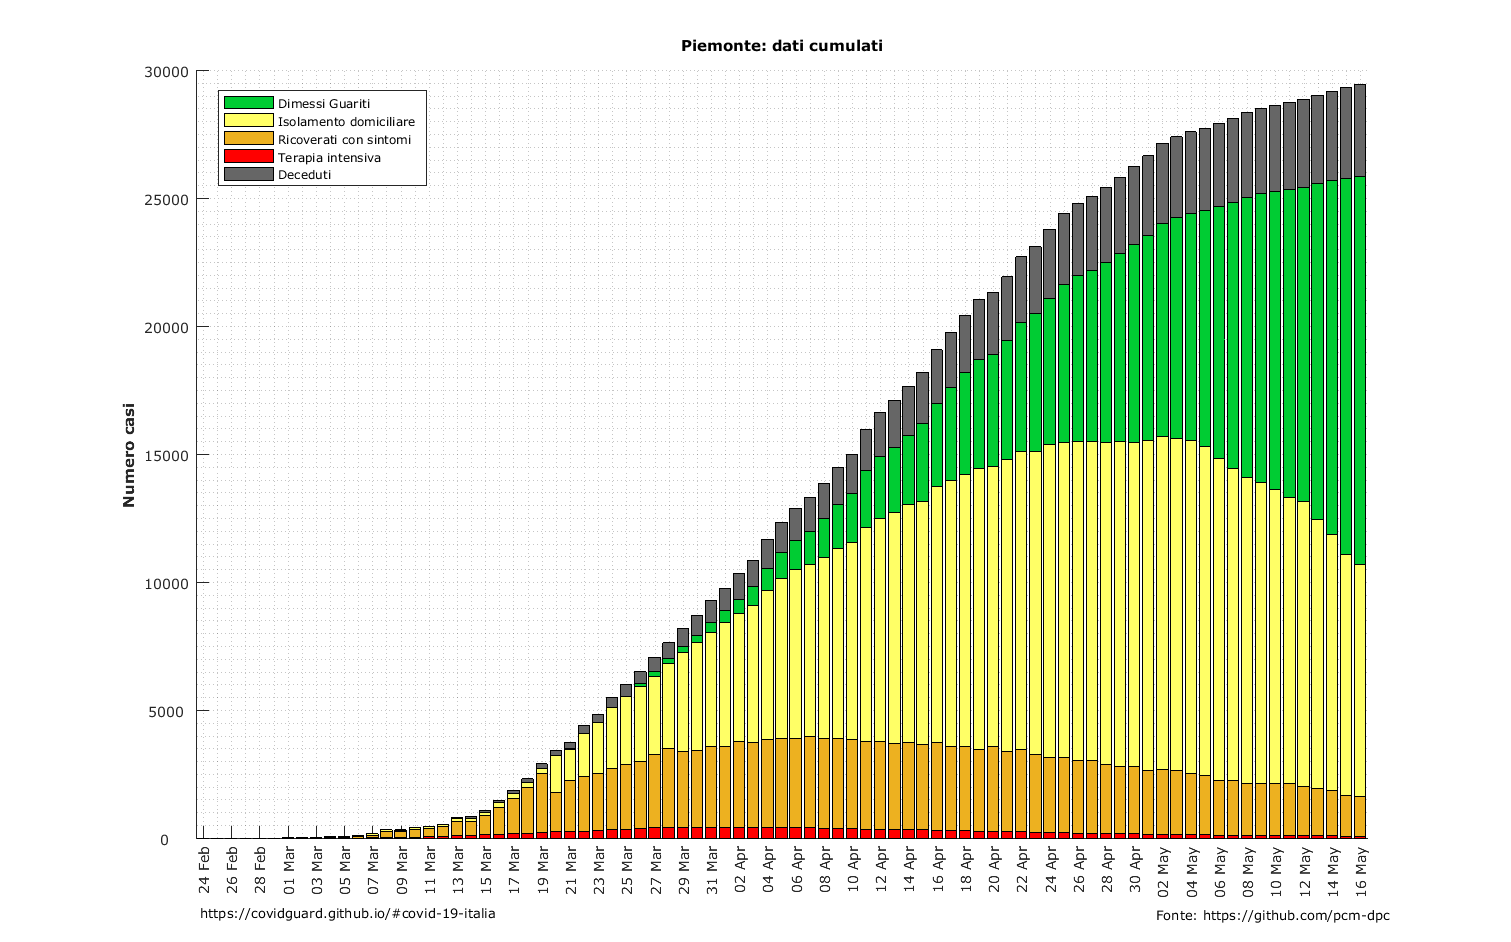 Piemonte: dati cumulati
30000
25000
20000
15000
10000
5000
0
Numero casi
Dimessi Guariti
Isolamento domiciliare
Ricoverati con sintomi
Terapia intensiva
Deceduti
24 Feb
26 Feb
28 Feb
01 Mar
03 Mar
05 Mar
07 Mar
09 Mar
11 Mar
13 Mar
15 Mar
17 Mar
19 Mar
21 Mar
23 Mar
25 Mar
27 Mar
29 Mar
31 Mar
02 Apr
04 Apr
06 Apr
08 Apr
10 Apr
12 Apr
14 Apr
16 Apr
18 Apr
20 Apr
22 Apr
24 Apr
26 Apr
28 Apr
30 Apr
02 May
04 May
06 May
08 May
10 May
12 May
14 May
16 May
https://covidguard.github.io/#covid-19-italia
Fonte: https://github.com/pcm-dpc